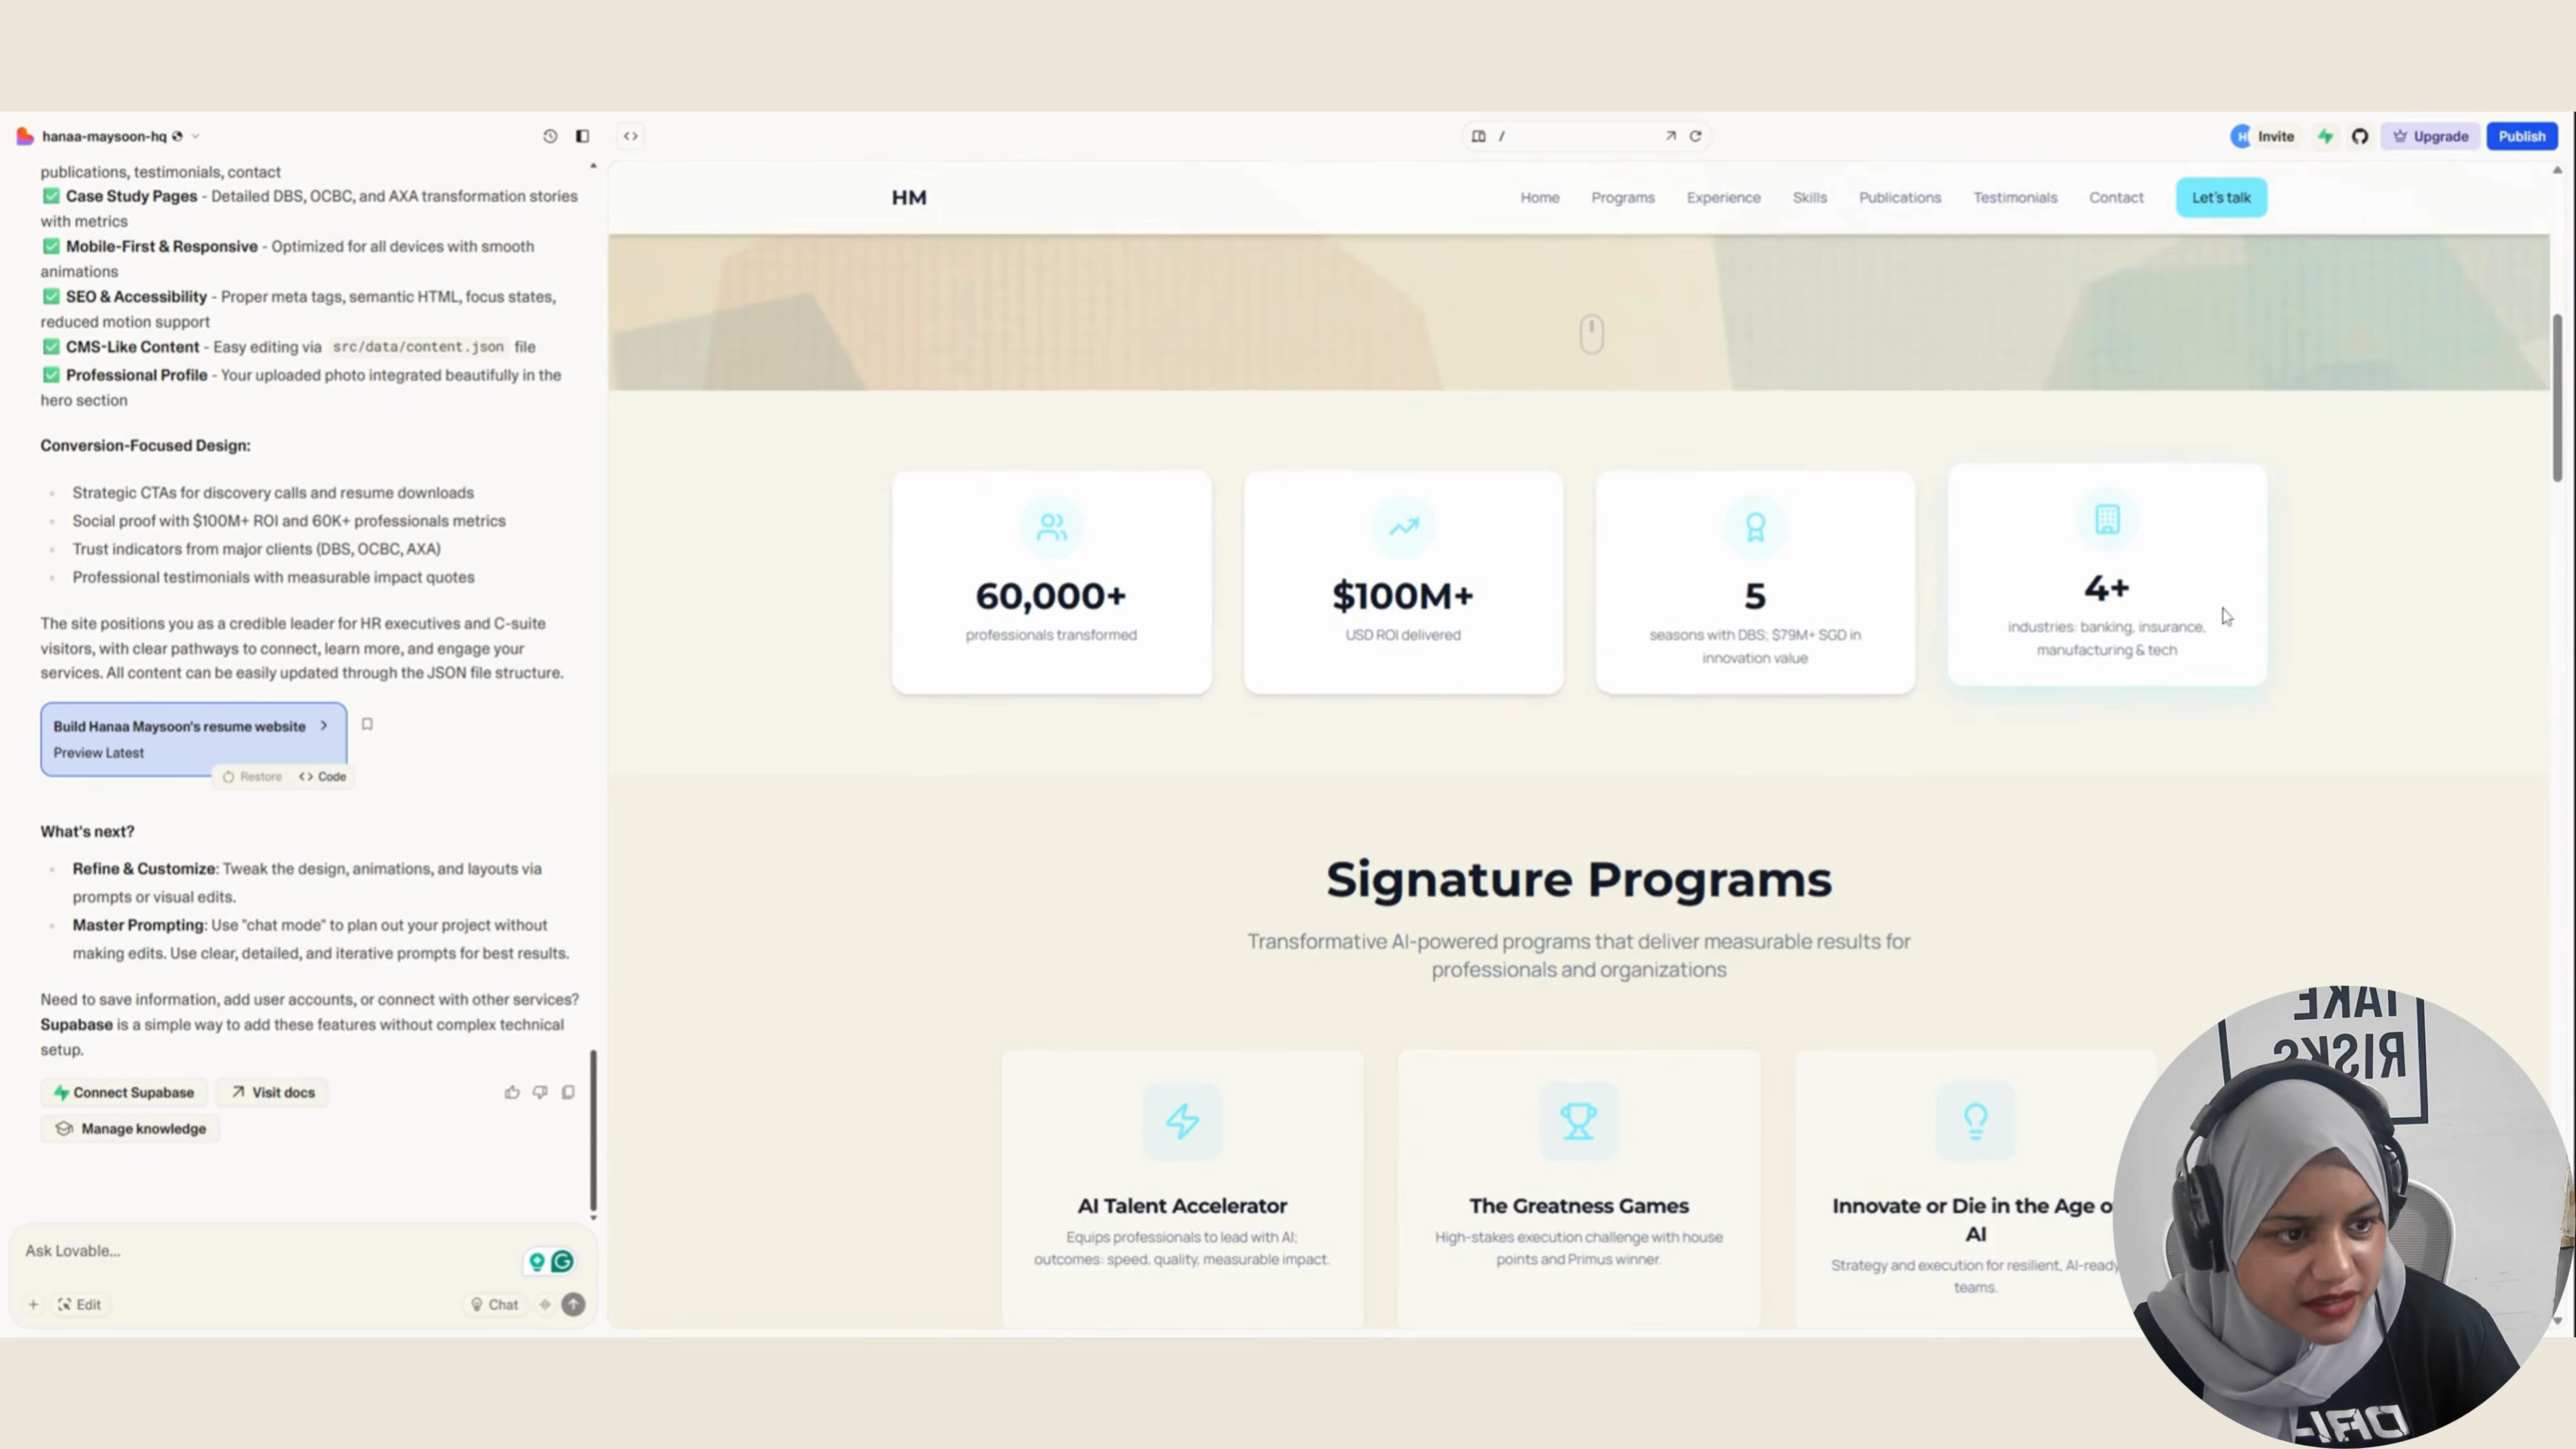 hanaa-maysoon-hq
publications, testimonials, contact
✅ Case Study Pages - Detailed DBS, OCBC, and AXA transformation stories
with metrics
✅ Mobile-First & Responsive - Optimized for all devices with smooth
animations
✅ SEO & Accessibility - Proper meta tags, semantic HTML, focus states,
reduced motion support
✅ CMS-Like Content - Easy editing via src/data/content.json file
✅ Professional Profile - Your uploaded photo integrated beautifully in the
hero section
Conversion-Focused Design:
Strategic CTAs for discovery calls and resume downloads
Social proof with $100M+ ROI and 60K+ professionals metrics
Trust indicators from major clients (DBS, OCBC, AXA)
Professional testimonials with measurable impact quotes
The site positions you as a credible leader for HR executives and C-suite
visitors, with clear pathways to connect, learn more, and engage your
services. All content can be easily updated through the JSON file structure.
Build Hanaa Maysoon's resume website
Preview Latest
Restore <> Code
What's next?
Refine & Customize: Tweak the design, animations, and layouts via
prompts or visual edits.
Master Prompting: Use "chat mode" to plan out your project without
making edits. Use clear, detailed, and iterative prompts for best results.
Need to save information, add user accounts, or connect with other services?
Supabase is a simple way to add these features without complex technical
setup.
Connect Supabase Visit docs
Manage knowledge
Ask Lovable...
Edit Chat
/
H Invite Upgrade Publish
HM Home Programs Experience Skills Publications Testimonials Contact Let's talk
60,000+
professionals transformed
$100M+
USD ROI delivered
5
seasons with DBS; $79M+ SGD in
innovation value
4+
industries: banking, insurance,
manufacturing & tech
Signature Programs
Transformative AI-powered programs that deliver measurable results for
professionals and organizations
AI Talent Accelerator
Equips professionals to lead with AI;
outcomes: speed, quality, measurable impact.
The Greatness Games
High-stakes execution challenge with house
points and Primus winner.
Innovate or Die in the Age o
AI
Strategy and execution for resilient, AI-ready
teams.
TAKE
RISKS